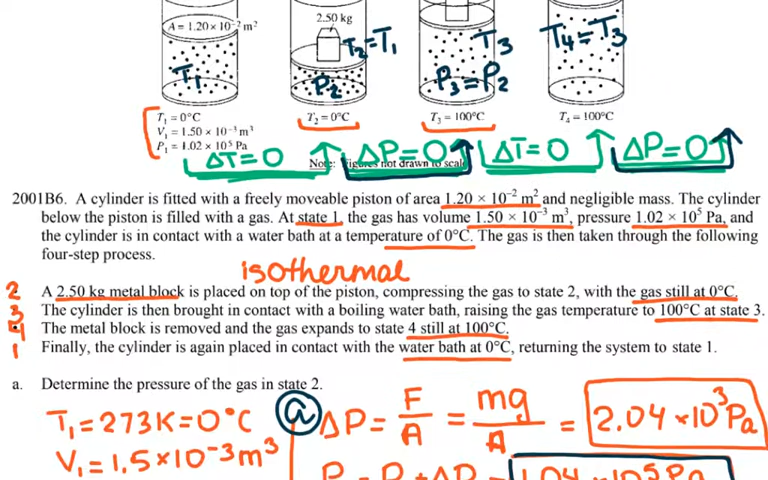 A = 1.20 × 10⁻² m²
2.50 kg
T₁
T₂=T₁
P₂
T₃
P₃=P₂
T₄=T₃
T₁ = 0°C
V₁ = 1.50 × 10⁻³ m³
P₁ = 1.02 × 10⁵ Pa
T₂ = 0°C
T₃ = 100°C
T₄ = 100°C
ΔT=0
ΔP=0
ΔT=0
ΔP=0
Note: Figures not drawn to scale
2001B6. A cylinder is fitted with a freely moveable piston of area 1.20 × 10⁻² m² and negligible mass. The cylinder
below the piston is filled with a gas. At state 1, the gas has volume 1.50 × 10⁻³ m³, pressure 1.02 × 10⁵ Pa, and
the cylinder is in contact with a water bath at a temperature of 0°C. The gas is then taken through the following
four-step process.
isothermal
2 A 2.50 kg metal block is placed on top of the piston, compressing the gas to state 2, with the gas still at 0°C.
3 The cylinder is then brought in contact with a boiling water bath, raising the gas temperature to 100°C at state 3.
4 The metal block is removed and the gas expands to state 4 still at 100°C.
1 Finally, the cylinder is again placed in contact with the water bath at 0°C, returning the system to state 1.
a. Determine the pressure of the gas in state 2.
T₁=273K=0°C
V₁=1.5×10⁻³m³
ⓐ ΔP = F/A = mg/A = 2.04×10³Pa